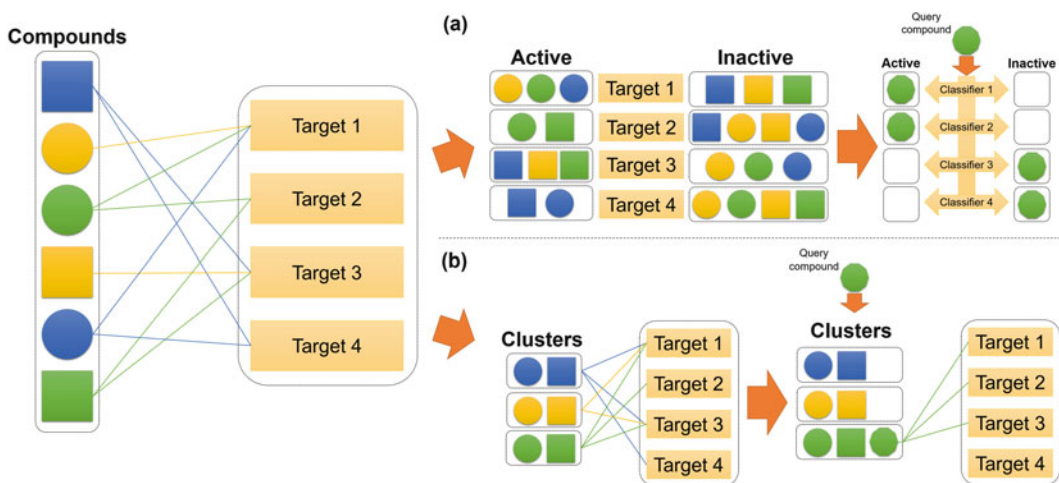 Compounds
Target 1
Target 2
Target 3
Target 4
(a)
Active
Inactive
Target 1
Target 2
Target 3
Target 4
Query
compound
Active
Inactive
Classifier 1
Classifier 2
Classifier 3
Classifier 4
(b)
Clusters
Target 1
Target 2
Target 3
Target 4
Query
compound
Clusters
Target 1
Target 2
Target 3
Target 4